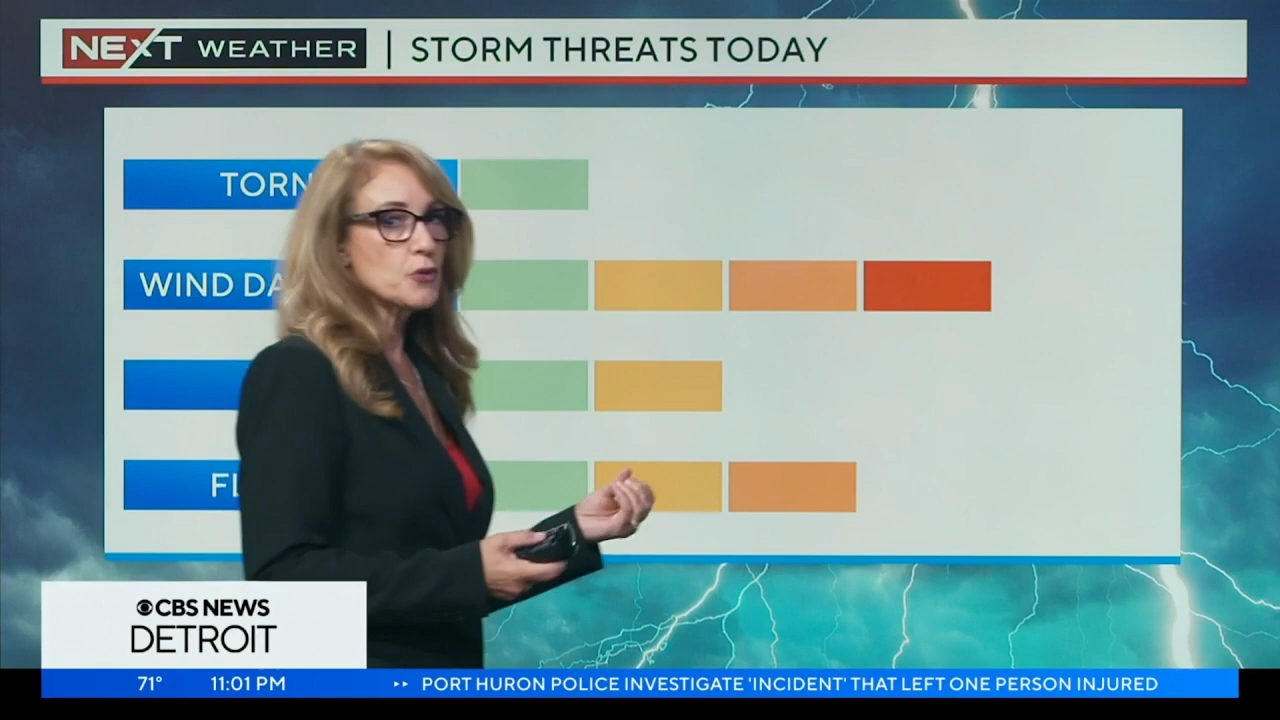 NEXT WEATHER | STORM THREATS TODAY
TORN
WIND DA
FL
CBS NEWS
DETROIT
71° 11:01 PM PORT HURON POLICE INVESTIGATE 'INCIDENT' THAT LEFT ONE PERSON INJURED